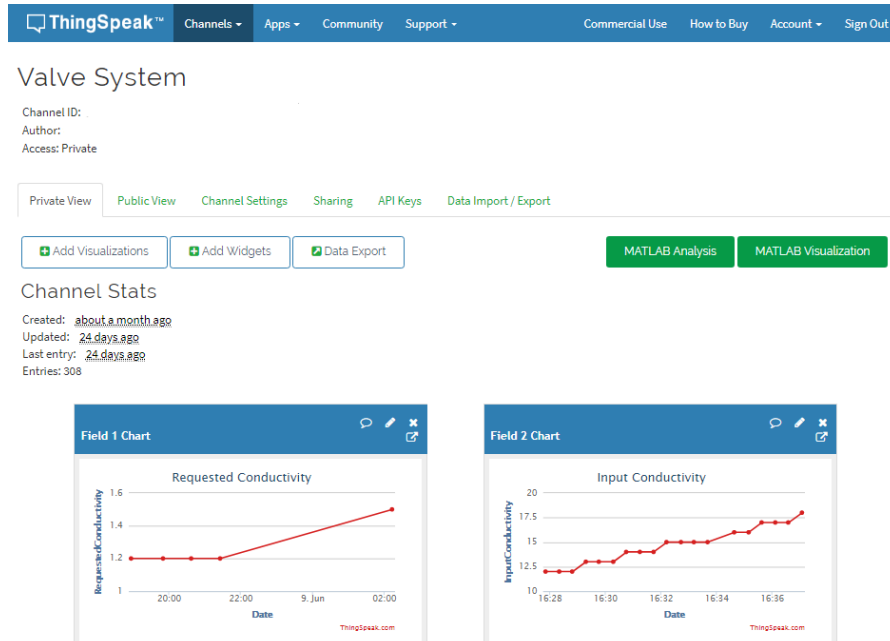 ThingSpeak™ Channels Apps Community Support Commercial Use How to Buy Account Sign Out
Valve System
Channel ID:
Author:
Access: Private
Private View Public View Channel Settings Sharing API Keys Data Import / Export
Add Visualizations Add Widgets Data Export MATLAB Analysis MATLAB Visualization
Channel Stats
Created: about a month ago
Updated: 24 days ago
Last entry: 24 days ago
Entries: 308
Field 1 Chart
Requested Conductivity
RequestedConductivity
1.6
1.4
1.2
1
20:00 22:00 9. Jun 02:00
Date
ThingSpeak.com
Field 2 Chart
Input Conductivity
InputConductivity
20
17.5
15
12.5
10
16:28 16:30 16:32 16:34 16:36
Date
ThingSpeak.com